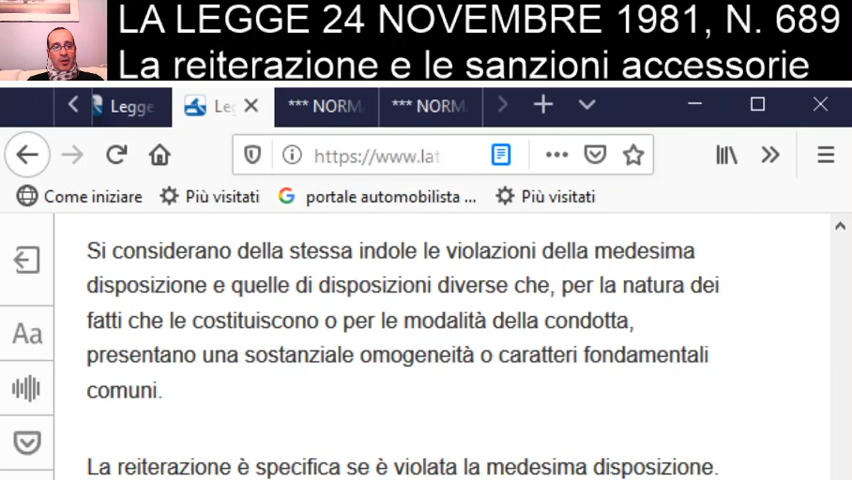 LA LEGGE 24 NOVEMBRE 1981, N. 689
La reiterazione e le sanzioni accessorie
Legge
Le
*** NORM
*** NORM
https://www.lat
Come iniziare
Più visitati
portale automobilista ...
Più visitati
Aa
Si considerano della stessa indole le violazioni della medesima
disposizione e quelle di disposizioni diverse che, per la natura dei
fatti che le costituiscono o per le modalità della condotta,
presentano una sostanziale omogeneità o caratteri fondamentali
comuni.
La reiterazione è specifica se è violata la medesima disposizione.